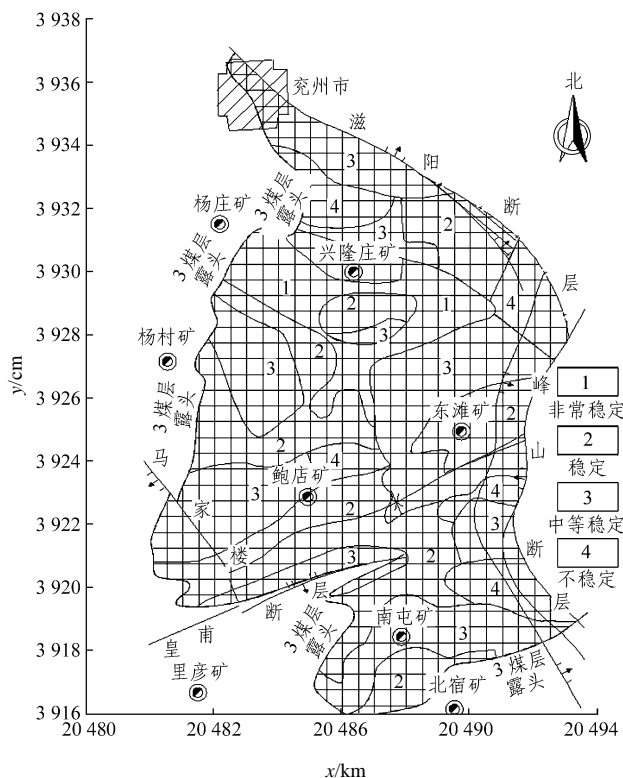 3 938
3 936
3 934
3 932
3 930
3 928
3 926
3 924
3 922
3 920
3 918
3 916
y/cm
20 480
20 482
20 486
20 490
20 494
x/km
北
兖州市
滋阳断层
杨庄矿
3煤层露头
3煤层露头
兴隆庄矿
杨村矿
3煤层露头
东滩矿
峰山断层
鲍店矿
马家楼断层
皇甫
3煤层露头
南屯矿
里彦矿
北宿矿
3煤层露头
3
4
3
2
1
2
1
4
3
2
3
3
2
2
4
3
2
4
3
3
2
4
3
2
1
非常稳定
2
稳定
3
中等稳定
4
不稳定